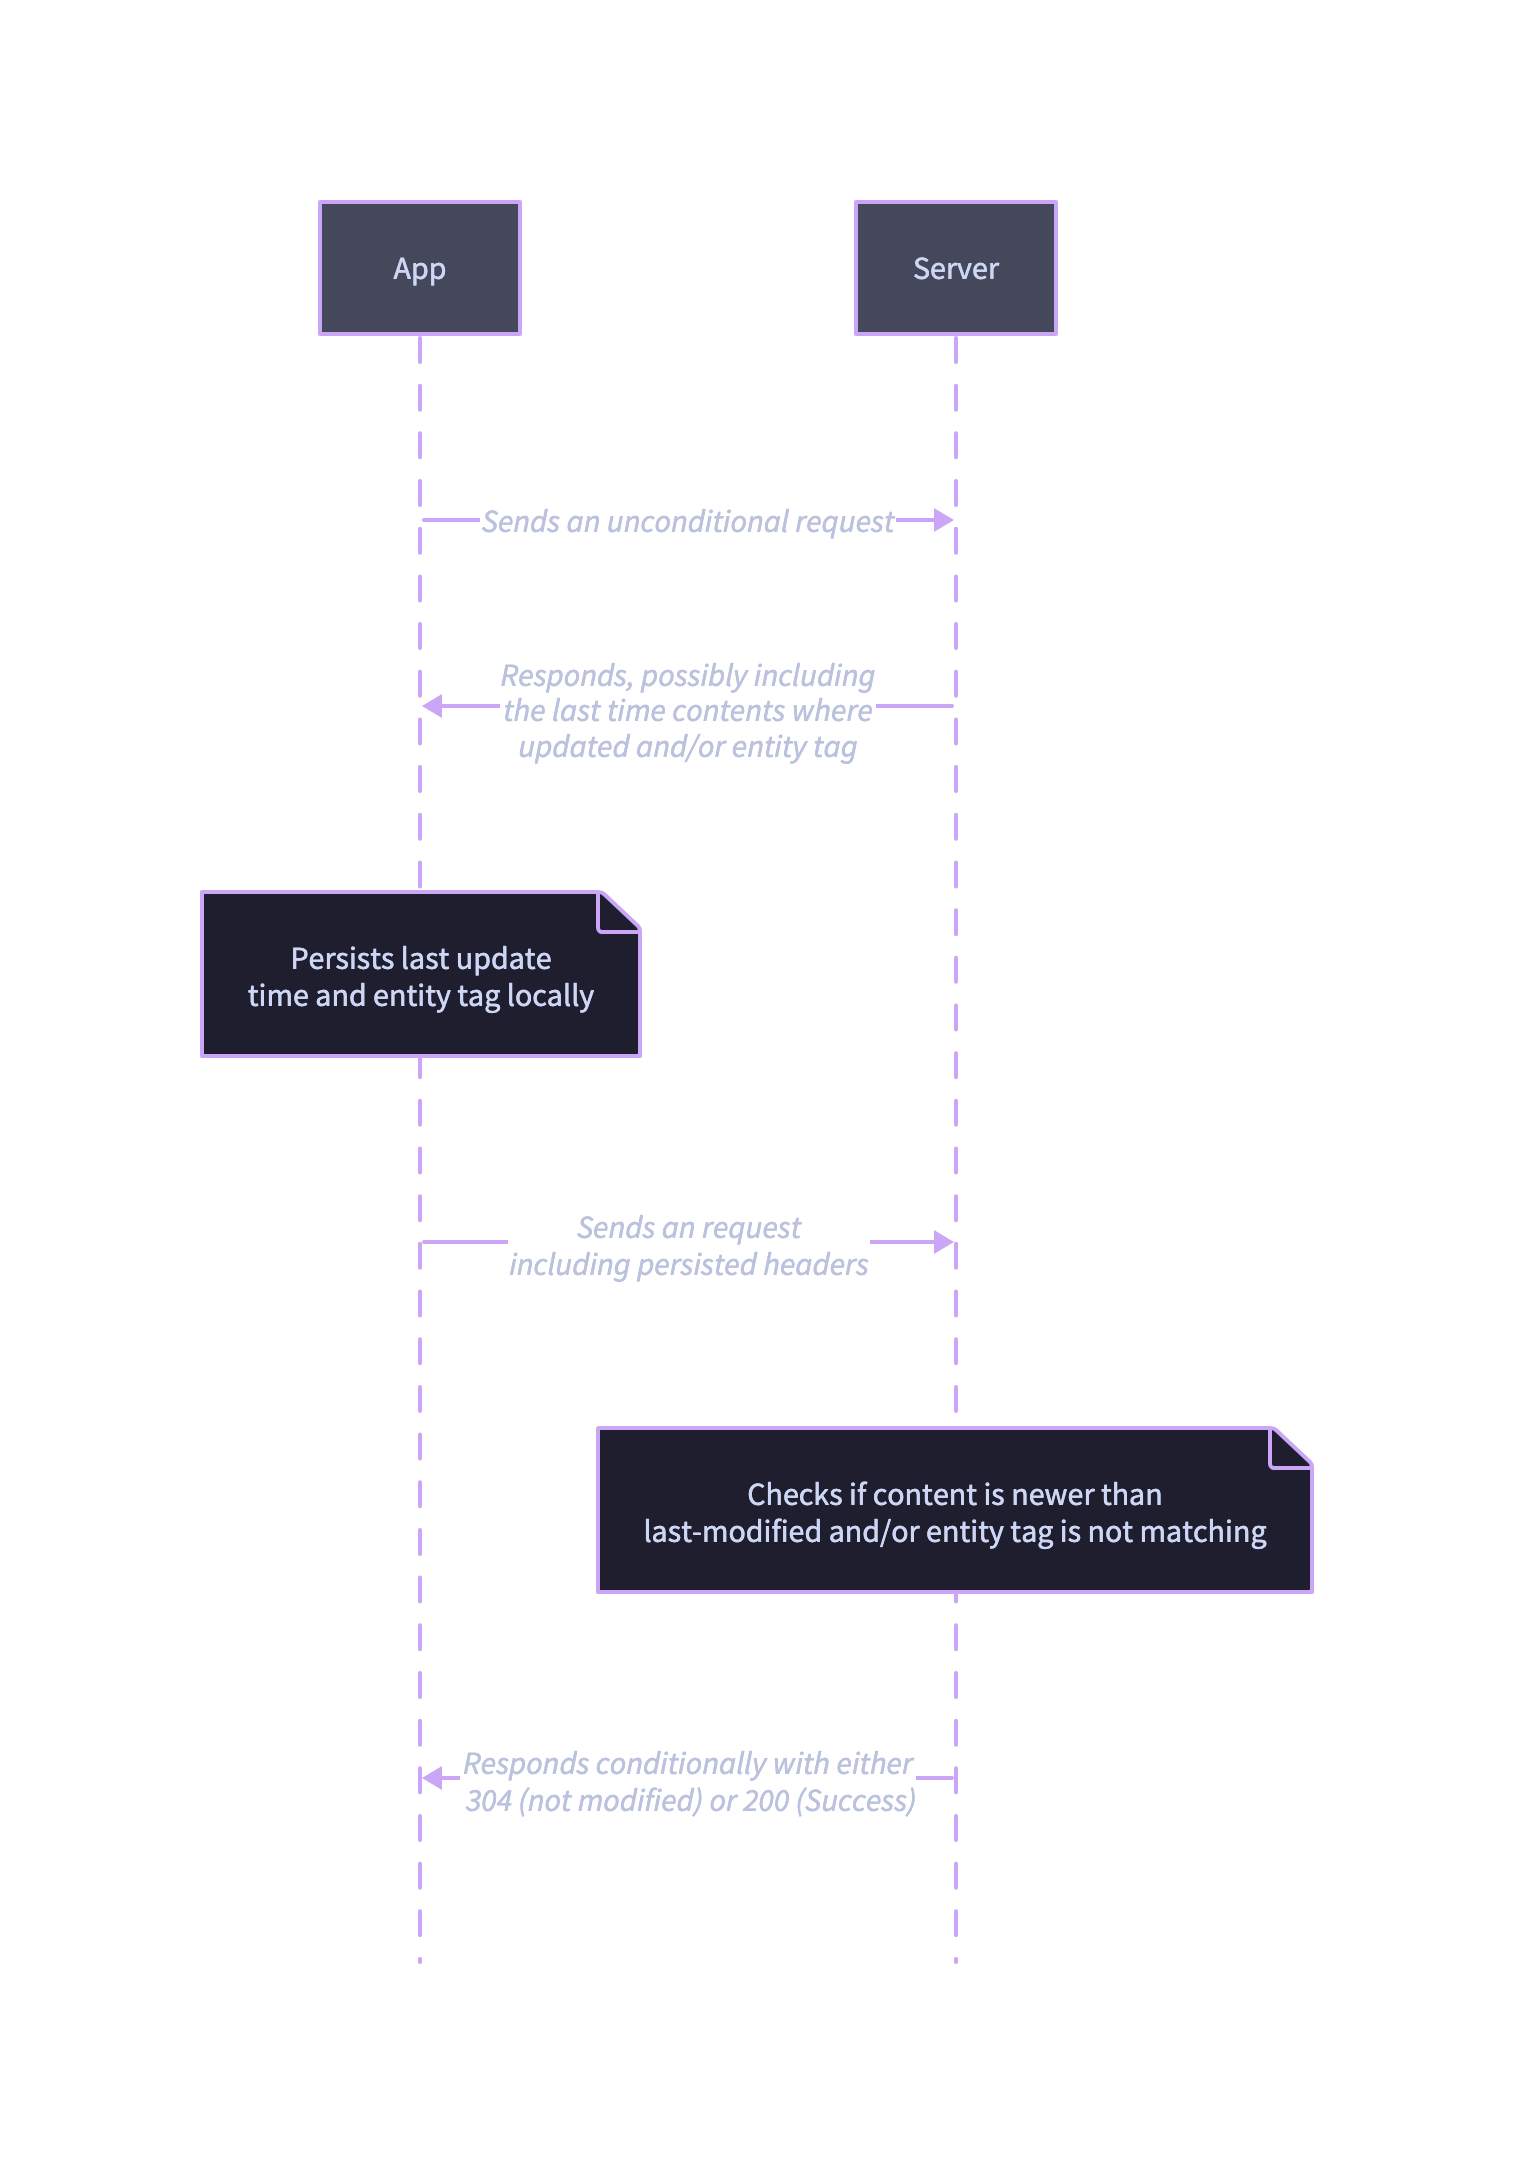 App
Server
Sends an unconditional request
Responds, possibly including
the last time contents where
updated and/or entity tag
Persists last update
time and entity tag locally
Sends an request
including persisted headers
Checks if content is newer than
last-modified and/or entity tag is not matching
Responds conditionally with either
304 (not modified) or 200 (Success)